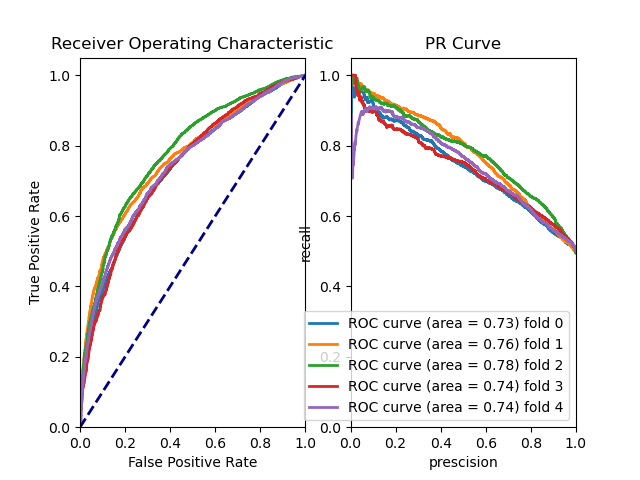 Receiver Operating Characteristic
PR Curve
True Positive Rate
1.0
0.8
0.6
0.4
0.2
0.0
0.0 0.2 0.4 0.6 0.8 1.0
False Positive Rate
recall
1.0
0.8
0.6
0.4
0.2
0.0
0.0 0.2 0.4 0.6 0.8 1.0
prescision
ROC curve (area = 0.73) fold 0
ROC curve (area = 0.76) fold 1
ROC curve (area = 0.78) fold 2
ROC curve (area = 0.74) fold 3
ROC curve (area = 0.74) fold 4